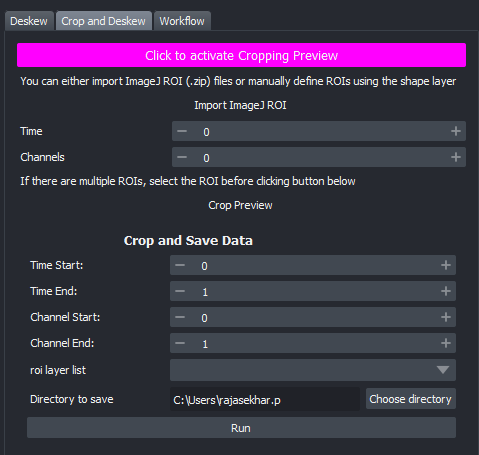 Deskew Crop and Deskew Workflow
Click to activate Cropping Preview
You can either import ImageJ ROI (.zip) files or manually define ROIs using the shape layer
Import ImageJ ROI
Time − 0 +
Channels − 0 +
If there are multiple ROIs, select the ROI before clicking button below
Crop Preview
Crop and Save Data
Time Start: − 0 +
Time End: − 1 +
Channel Start: − 0 +
Channel End: − 1 +
roi layer list
Directory to save C:\Users\rajasekhar.p Choose directory
Run